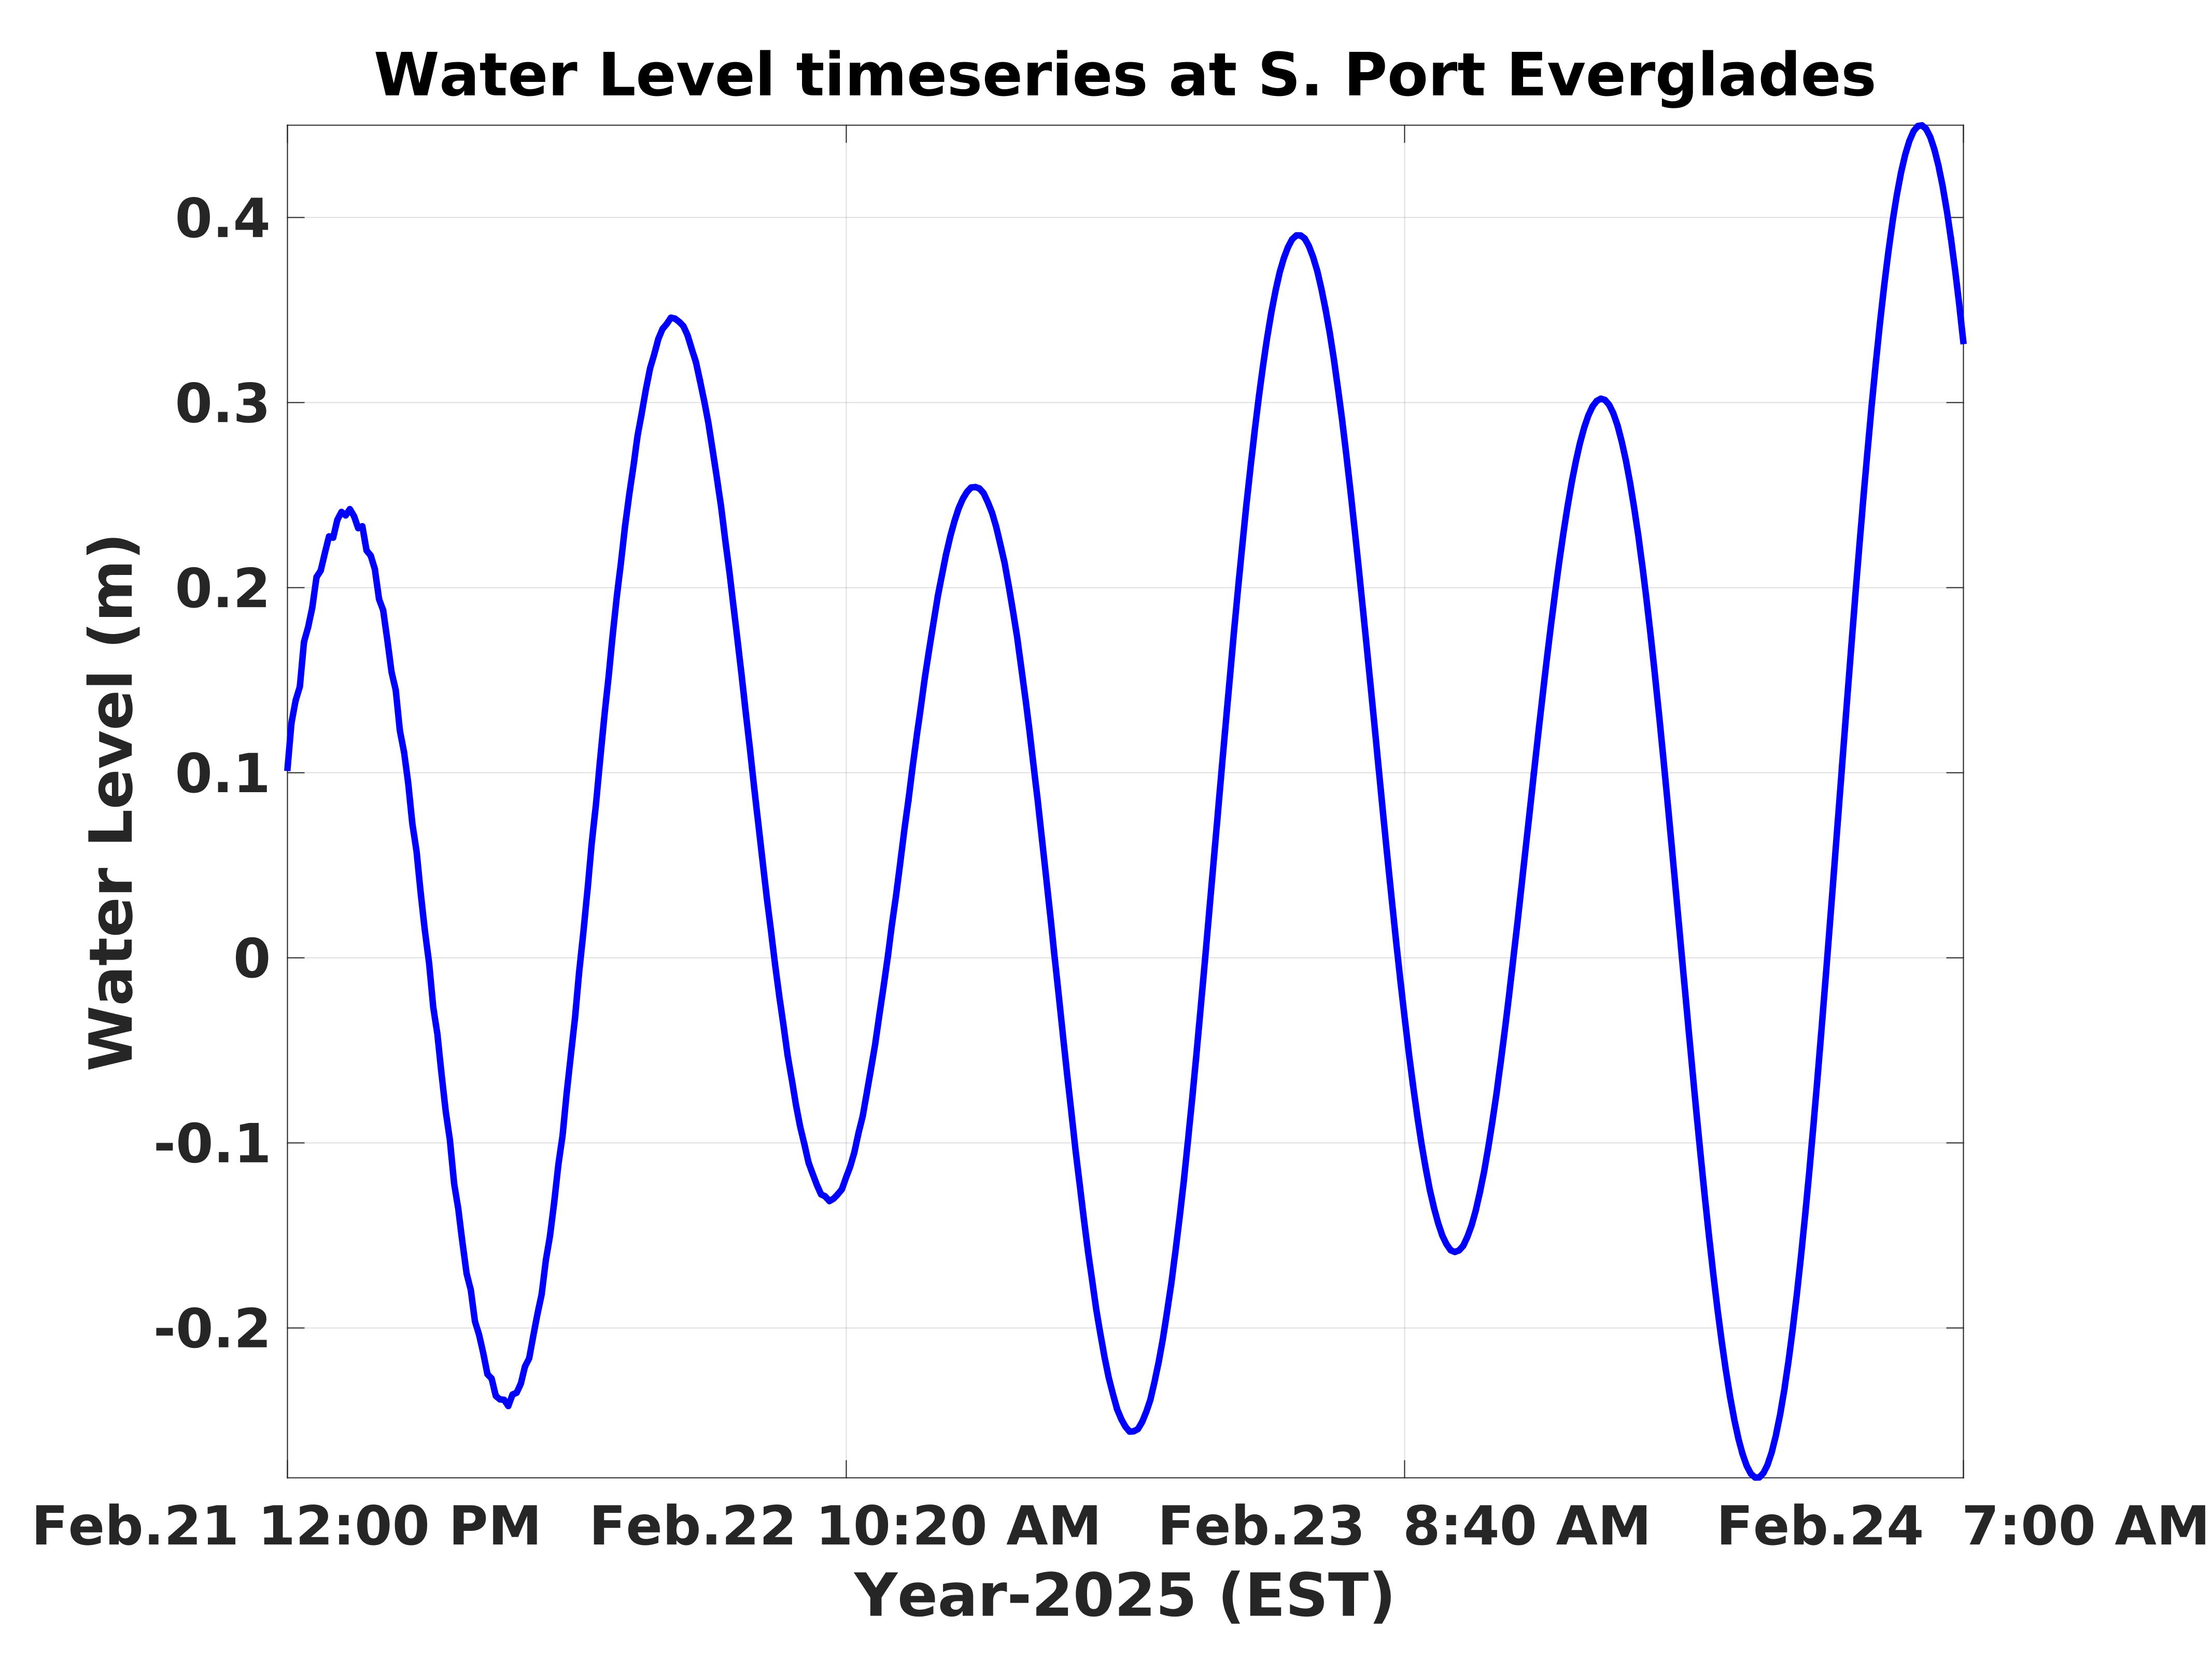 Water Level timeseries at S. Port Everglades
Water Level (m)
0.4
0.3
0.2
0.1
0
-0.1
-0.2
Feb.21 12:00 PM Feb.22 10:20 AM Feb.23 8:40 AM Feb.24 7:00 AM
Year-2025 (EST)